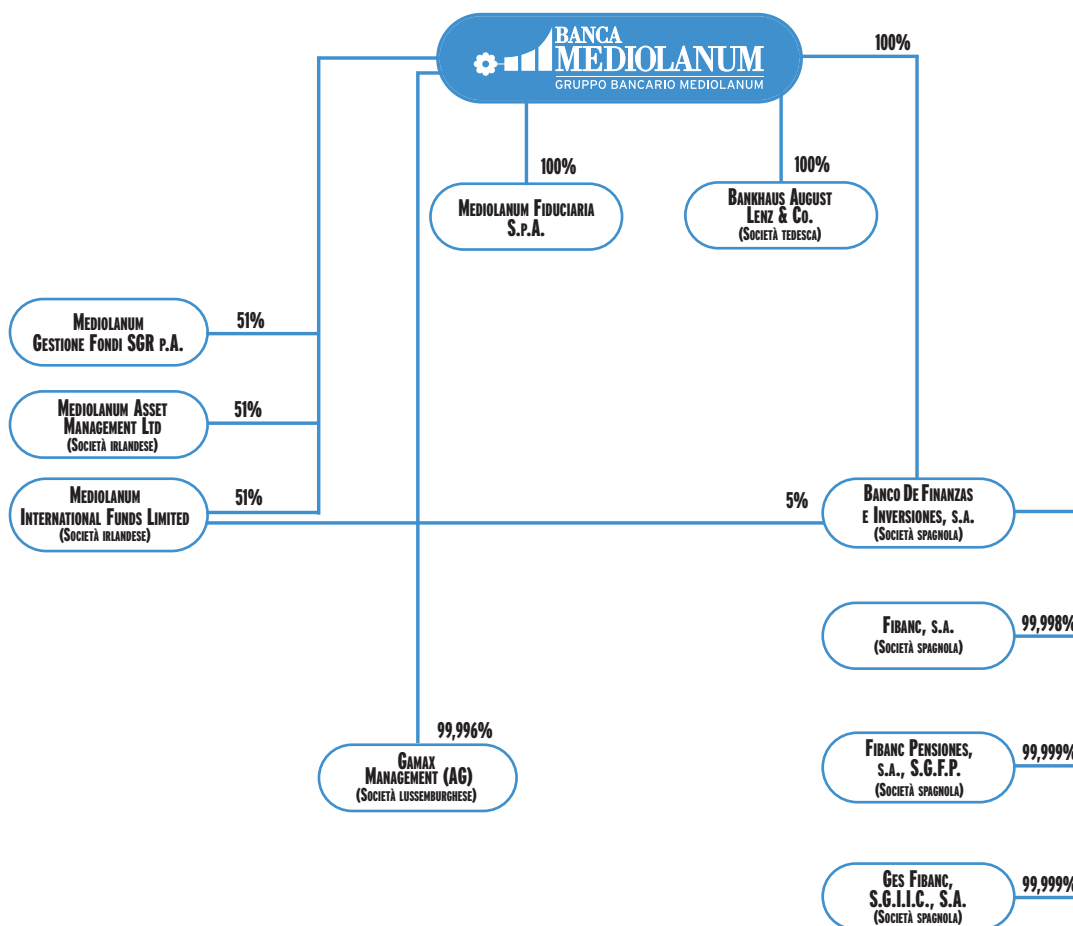 BANCA
MEDIOLANUM
GRUPPO BANCARIO MEDIOLANUM
100%
100%
100%
MEDIOLANUM FIDUCIARIA
S.P.A.
BANKHAUS AUGUST
LENZ & CO.
(SOCIETÀ TEDESCA)
MEDIOLANUM
GESTIONE FONDI SGR P.A.
51%
MEDIOLANUM ASSET
MANAGEMENT LTD
(SOCIETÀ IRLANDESE)
51%
MEDIOLANUM
INTERNATIONAL FUNDS LIMITED
(SOCIETÀ IRLANDESE)
51%
5%
BANCO DE FINANZAS
E INVERSIONES, S.A.
(SOCIETÀ SPAGNOLA)
FIBANC, S.A.
(SOCIETÀ SPAGNOLA)
99,998%
99,996%
GAMAX
MANAGEMENT (AG)
(SOCIETÀ LUSSEMBURGHESE)
FIBANC PENSIONES,
S.A., S.G.F.P.
(SOCIETÀ SPAGNOLA)
99,999%
GES FIBANC,
S.G.I.I.C., S.A.
(SOCIETÀ SPAGNOLA)
99,999%